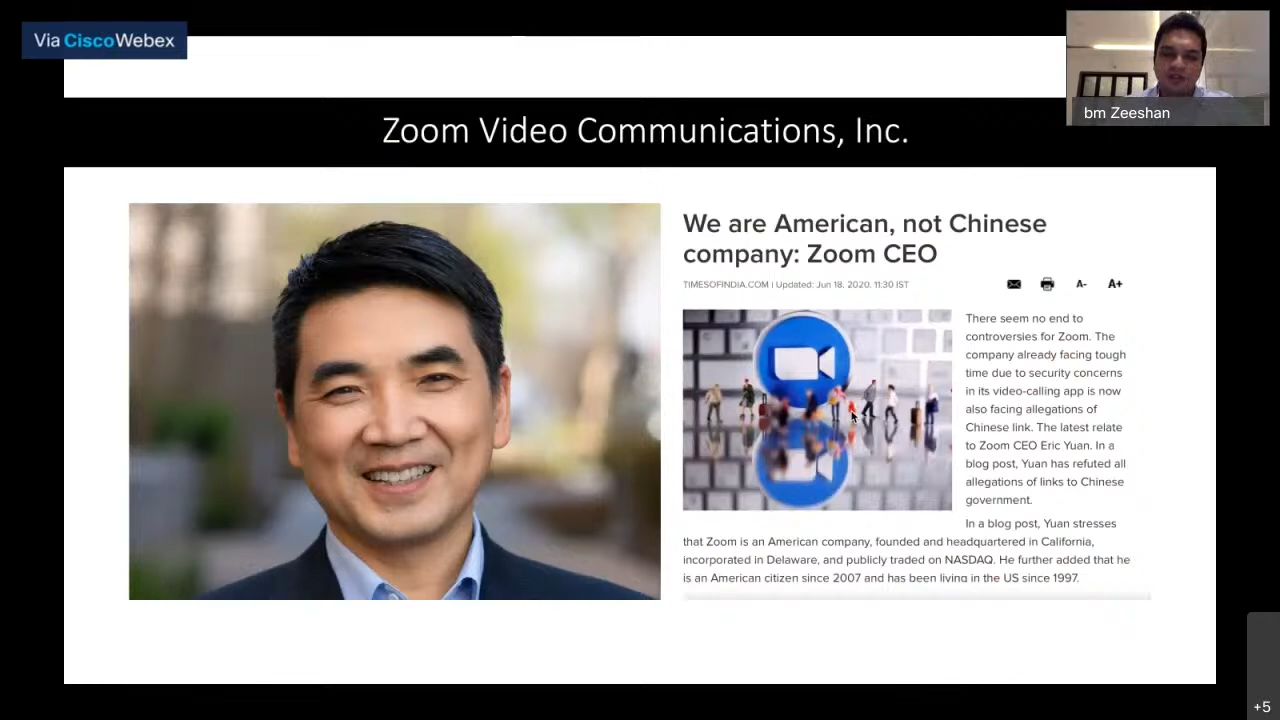 Via CiscoWebex
bm Zeeshan
Zoom Video Communications, Inc.
We are American, not Chinese
company: Zoom CEO
TIMESOFINDIA.COM | Updated: Jun 18, 2020, 11:30 IST
A- A+
There seem no end to
controversies for Zoom. The
company already facing tough
time due to security concerns
in its video-calling app is now
also facing allegations of
Chinese link. The latest relate
to Zoom CEO Eric Yuan. In a
blog post, Yuan has refuted all
allegations of links to Chinese
government.
In a blog post, Yuan stresses
that Zoom is an American company, founded and headquartered in California,
incorporated in Delaware, and publicly traded on NASDAQ. He further added that he
is an American citizen since 2007 and has been living in the US since 1997.
+5